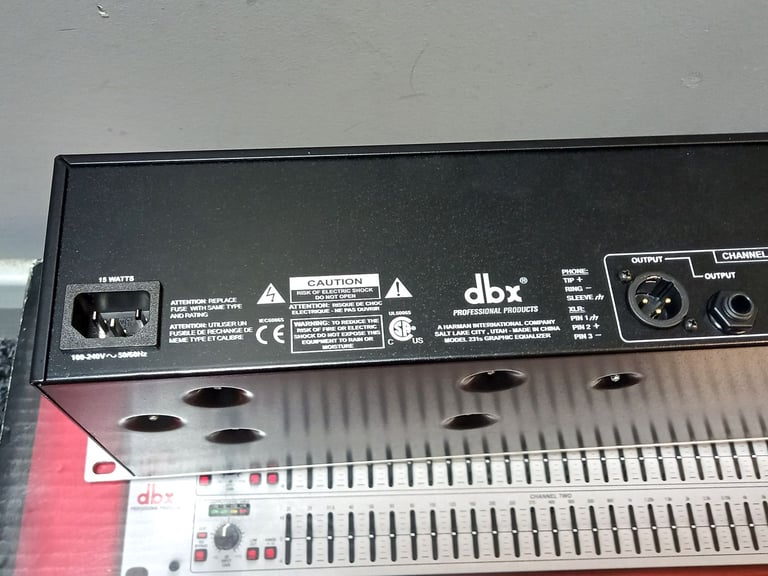 15 WATTS
100-240V ~ 50/60Hz
ATTENTION: REPLACE
FUSE WITH SAME TYPE
AND RATING
ATTENTION: UTILISER UN
FUSIBLE DE RECHANGE DE
MEME TYPE ET CALIBRE
IEC60065
CE
CAUTION
RISK OF ELECTRIC SHOCK
DO NOT OPEN
ATTENTION: RISQUE DE CHOC
ELECTRIQUE - NE PAS OUVRIR
WARNING: TO REDUCE THE
RISK OF FIRE OR ELECTRIC
SHOCK DO NOT EXPOSE THIS
EQUIPMENT TO RAIN OR
MOISTURE
UL60065
C US
dbx®
PROFESSIONAL PRODUCTS
A HARMAN INTERNATIONAL COMPANY
SALT LAKE CITY, UTAH - MADE IN CHINA
MODEL 231s GRAPHIC EQUALIZER
PHONE:
TIP +
RING -
SLEEVE
XLR:
PIN 1
PIN 2 +
PIN 3 -
OUTPUT
OUTPUT
CHANNEL
dbx
PROFESSIONAL
CHANNEL TWO